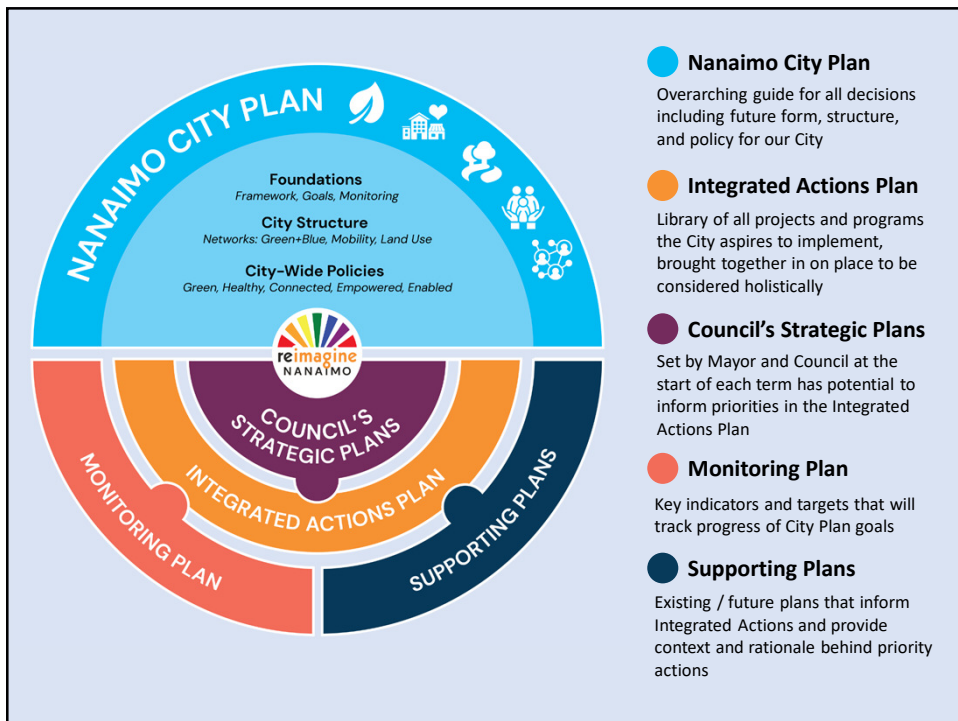 NANAIMO CITY PLAN
Foundations
Framework, Goals, Monitoring
City Structure
Networks: Green+Blue, Mobility, Land Use
City-Wide Policies
Green, Healthy, Connected, Empowered, Enabled
reimagine
NANAIMO
COUNCIL'S
STRATEGIC PLANS
INTEGRATED ACTIONS PLAN
MONITORING PLAN
SUPPORTING PLANS
Nanaimo City Plan
Overarching guide for all decisions
including future form, structure,
and policy for our City
Integrated Actions Plan
Library of all projects and programs
the City aspires to implement,
brought together in on place to be
considered holistically
Council's Strategic Plans
Set by Mayor and Council at the
start of each term has potential to
inform priorities in the Integrated
Actions Plan
Monitoring Plan
Key indicators and targets that will
track progress of City Plan goals
Supporting Plans
Existing / future plans that inform
Integrated Actions and provide
context and rationale behind priority
actions